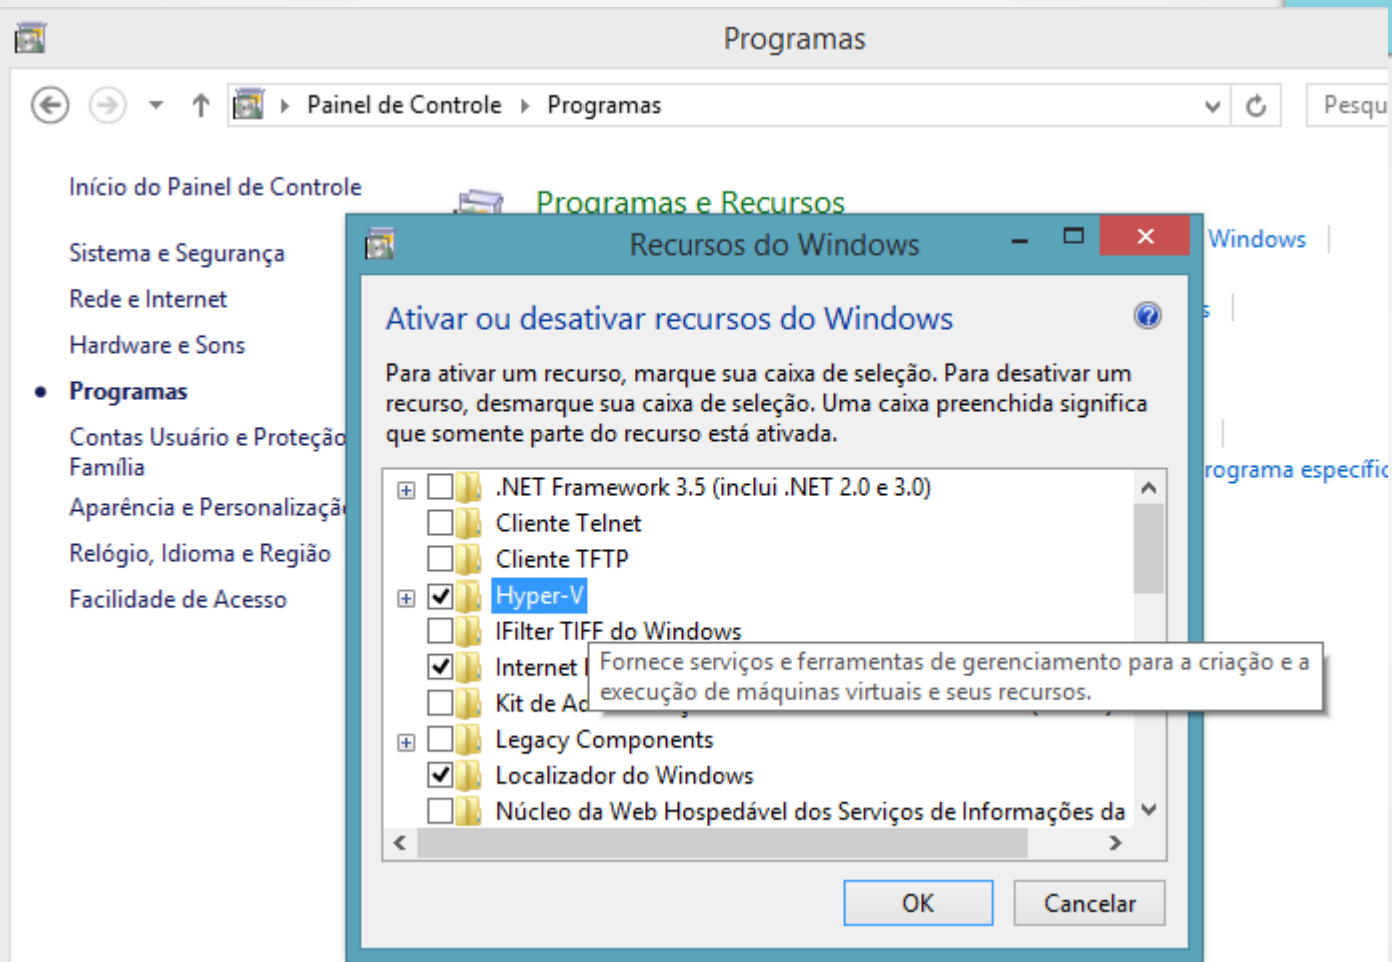 Programas
Painel de Controle Programas
Pesqu
Início do Painel de Controle
Sistema e Segurança
Rede e Internet
Hardware e Sons
Programas
Contas Usuário e Proteção
Família
Aparência e Personalizaçã
Relógio, Idioma e Região
Facilidade de Acesso
Programas e Recursos
Windows
s
rograma específic
Recursos do Windows
Ativar ou desativar recursos do Windows
Para ativar um recurso, marque sua caixa de seleção. Para desativar um
recurso, desmarque sua caixa de seleção. Uma caixa preenchida significa
que somente parte do recurso está ativada.
.NET Framework 3.5 (inclui .NET 2.0 e 3.0)
Cliente Telnet
Cliente TFTP
Hyper-V
IFilter TIFF do Windows
Internet
Fornece serviços e ferramentas de gerenciamento para a criação e a
execução de máquinas virtuais e seus recursos.
Kit de Ad
Legacy Components
Localizador do Windows
Núcleo da Web Hospedável dos Serviços de Informações da
OK
Cancelar